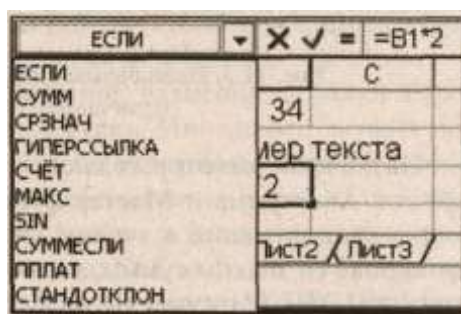 ЕСЛИ = =B1*2
ЕСЛИ
СУММ
СРЗНАЧ
ГИПЕРССЫЛКА
СЧЁТ
МАКС
SIN
СУММЕСЛИ
ППЛАТ
СТАНДОТКЛОН
C
34
мер текста
2
Лист2 / Лист3 /